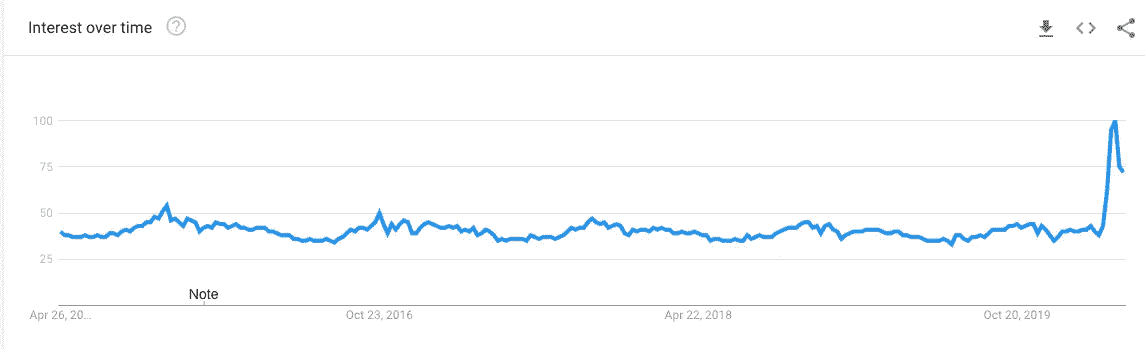 Interest over time
100
75
50
25
Note
Apr 26, 20...
Oct 23, 2016
Apr 22, 2018
Oct 20, 2019